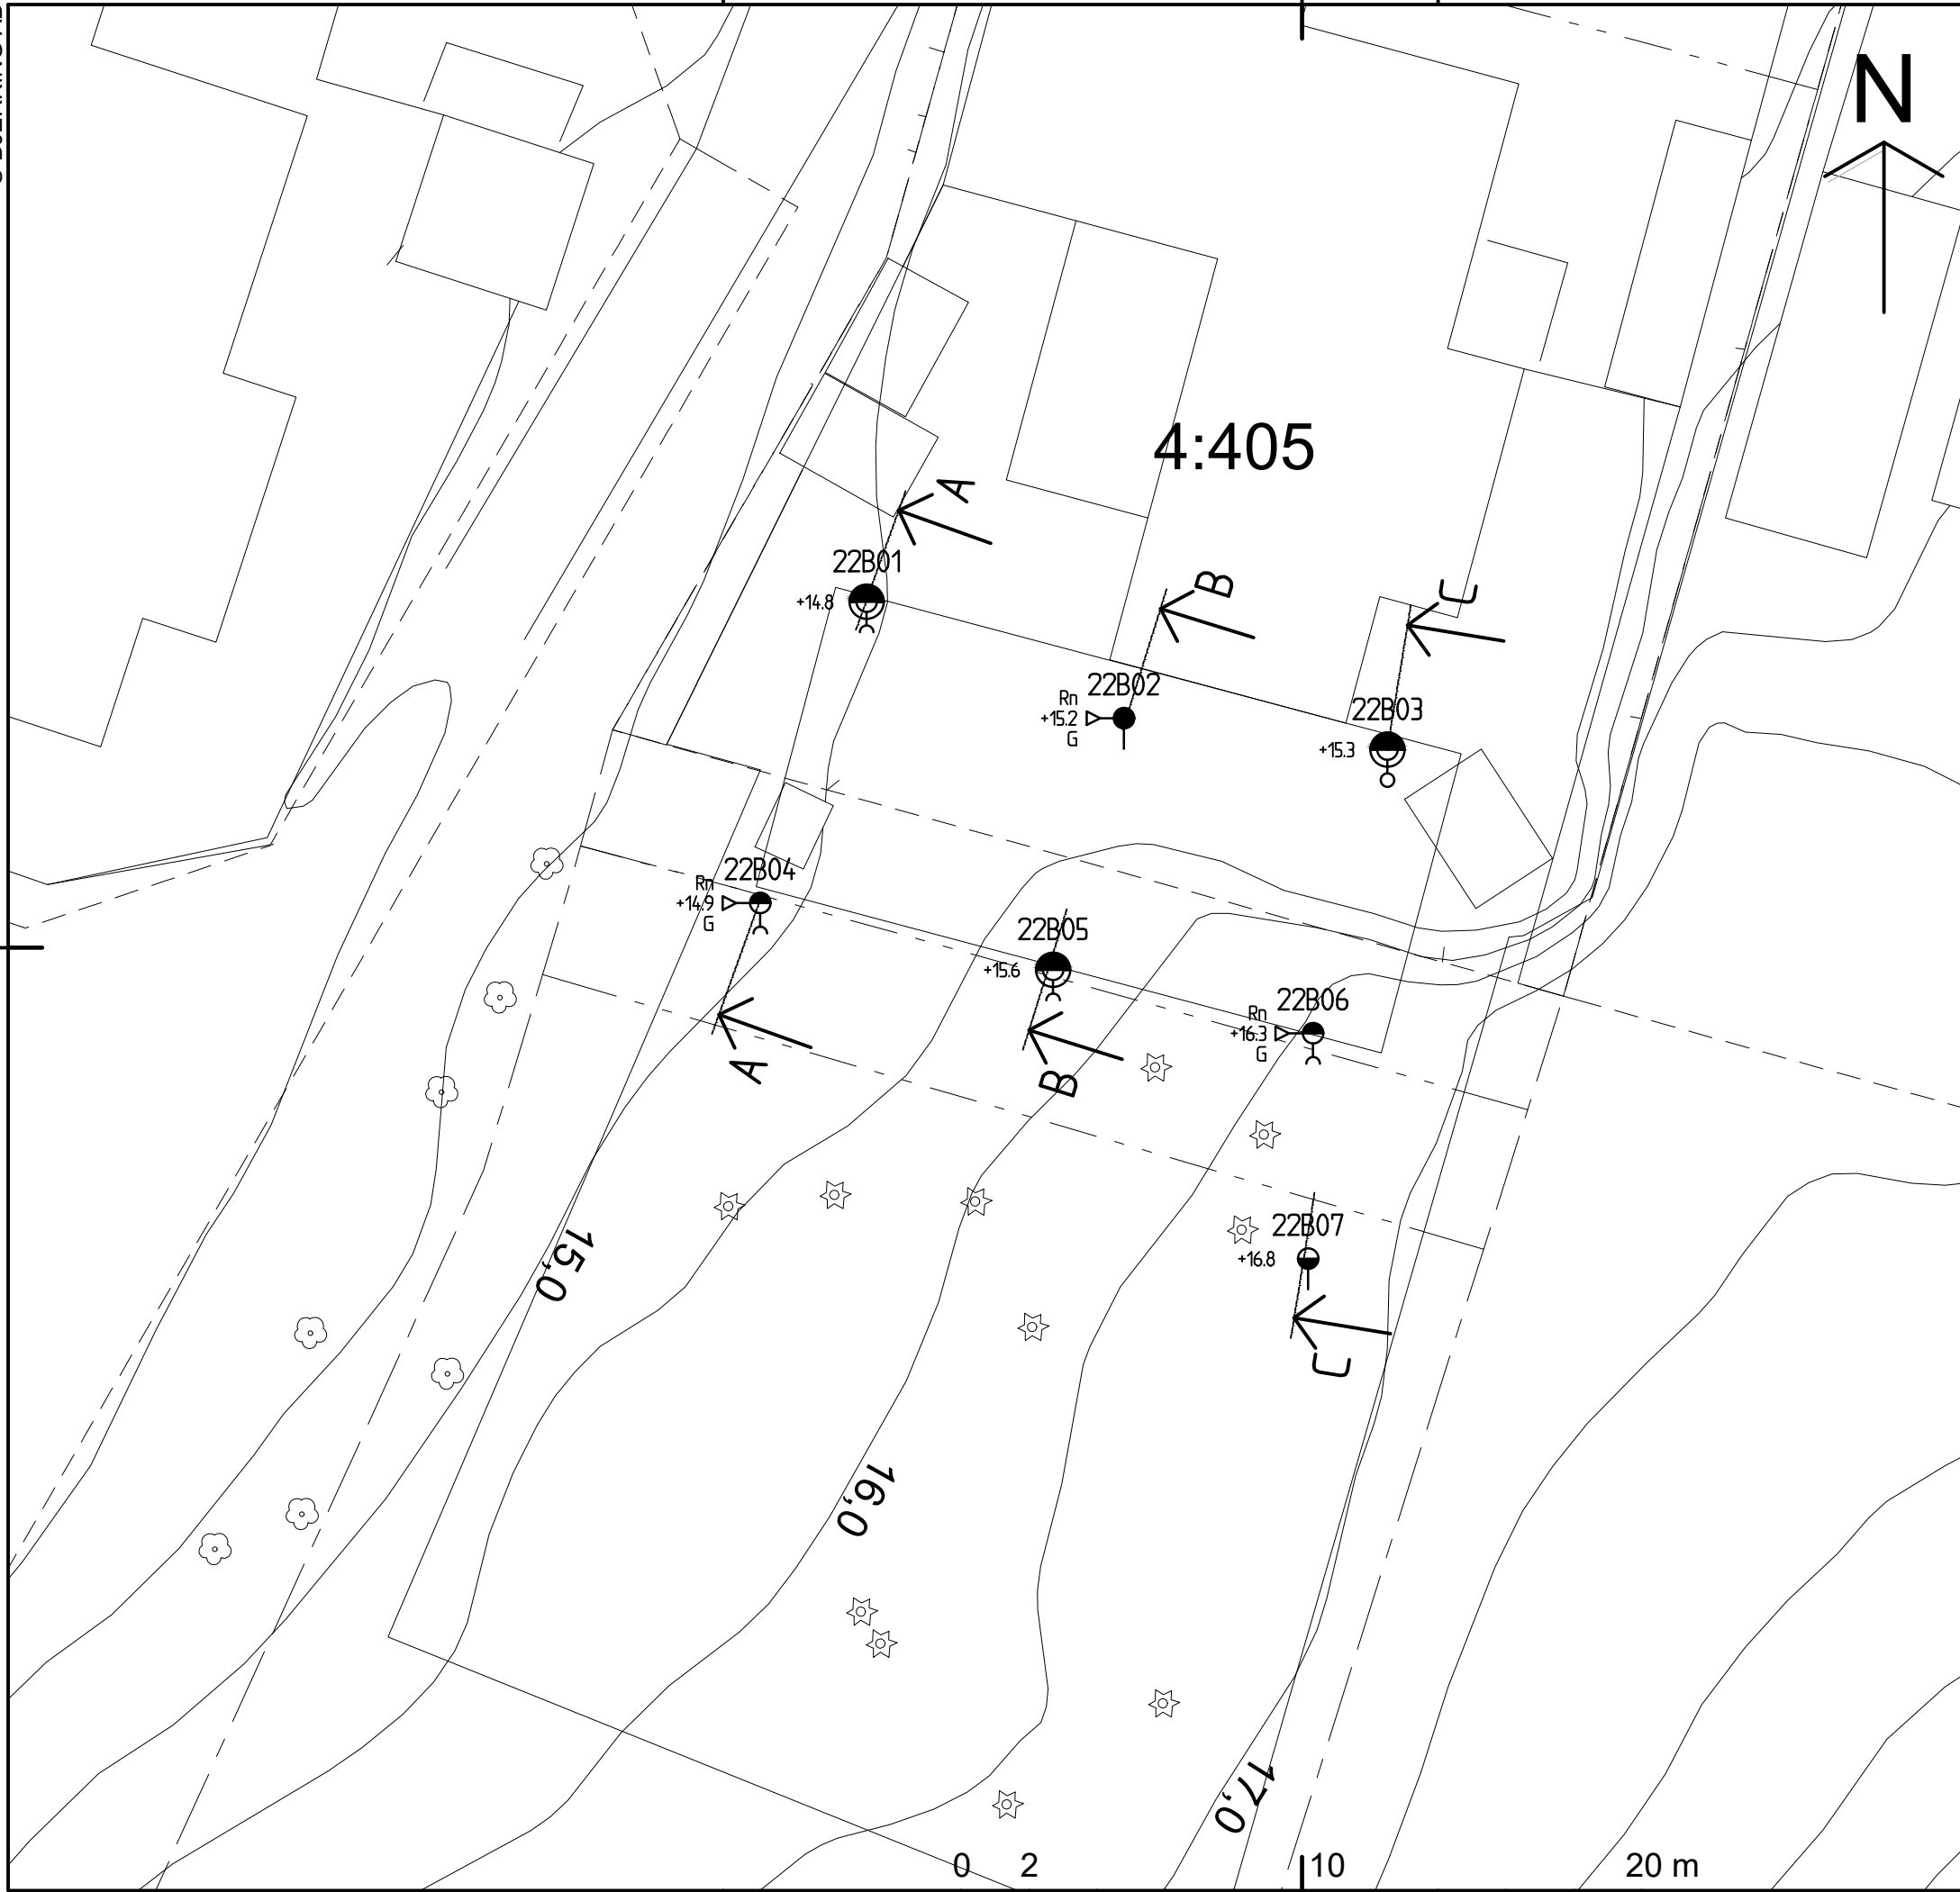 N
4:405
A
22B01
+14.8
B
C
22B02
Rn
+15.2
G
22B03
+15.3
22B04
Rn
+14.9
G
22B05
+15.6
22B06
Rn
+16.3
G
A
B
22B07
+16.8
C
15,0
16,0
17,0
0 2 10 20 m